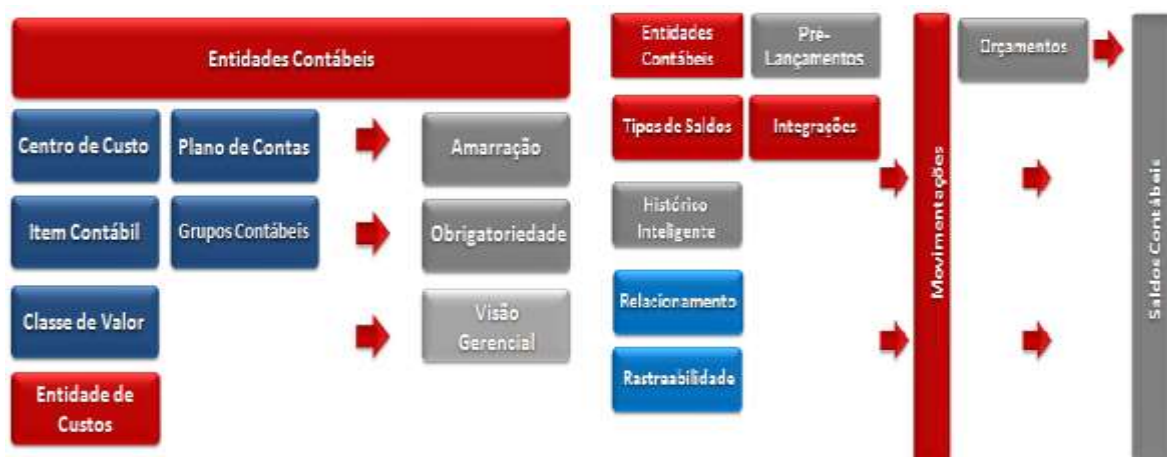 Entidades Contábeis
Centro de Custo
Plano de Contas
Amarração
Item Contábil
Grupos Contábeis
Obrigatoriedade
Classe de Valor
Visão
Gerencial
Entidade de
Custos
Entidades
Contábeis
Pré-
Lançamentos
Tipos de Saldos
Integrações
Histórico
Inteligente
Relacionamento
Rastreabilidade
Movimentações
Orçamentos
Saldos Contábeis